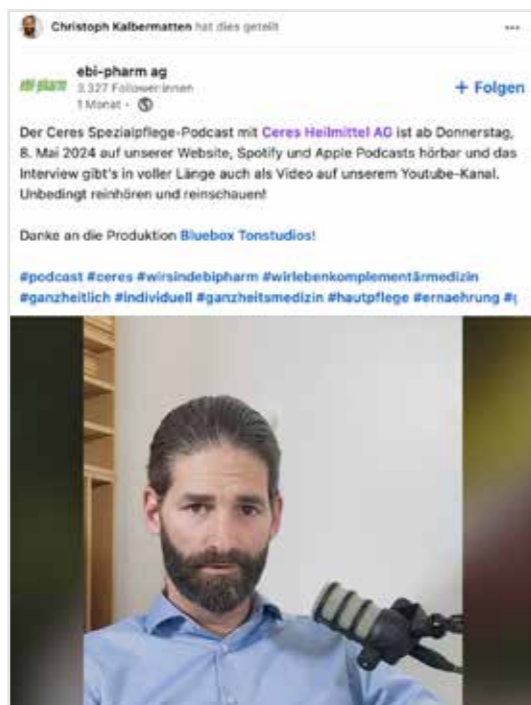 Christoph Kalbermatten hat dies geteilt
ebi-pharm
ebi-pharm ag
3.327 Follower:innen
+ Folgen
1 Monat •
Der Ceres Spezialpflege-Podcast mit Ceres Heilmittel AG ist ab Donnerstag,
8. Mai 2024 auf unserer Website, Spotify und Apple Podcasts hörbar und das
Interview gibt's in voller Länge auch als Video auf unserem Youtube-Kanal.
Unbedingt reinhören und reinschauen!
Danke an die Produktion Bluebox Tonstudios!
#podcast #ceres #wirsindebipharm #wirlebenkomplementärmedizin
#ganzheitlich #individuell #ganzheitsmedizin #hautpflege #ernaehrung